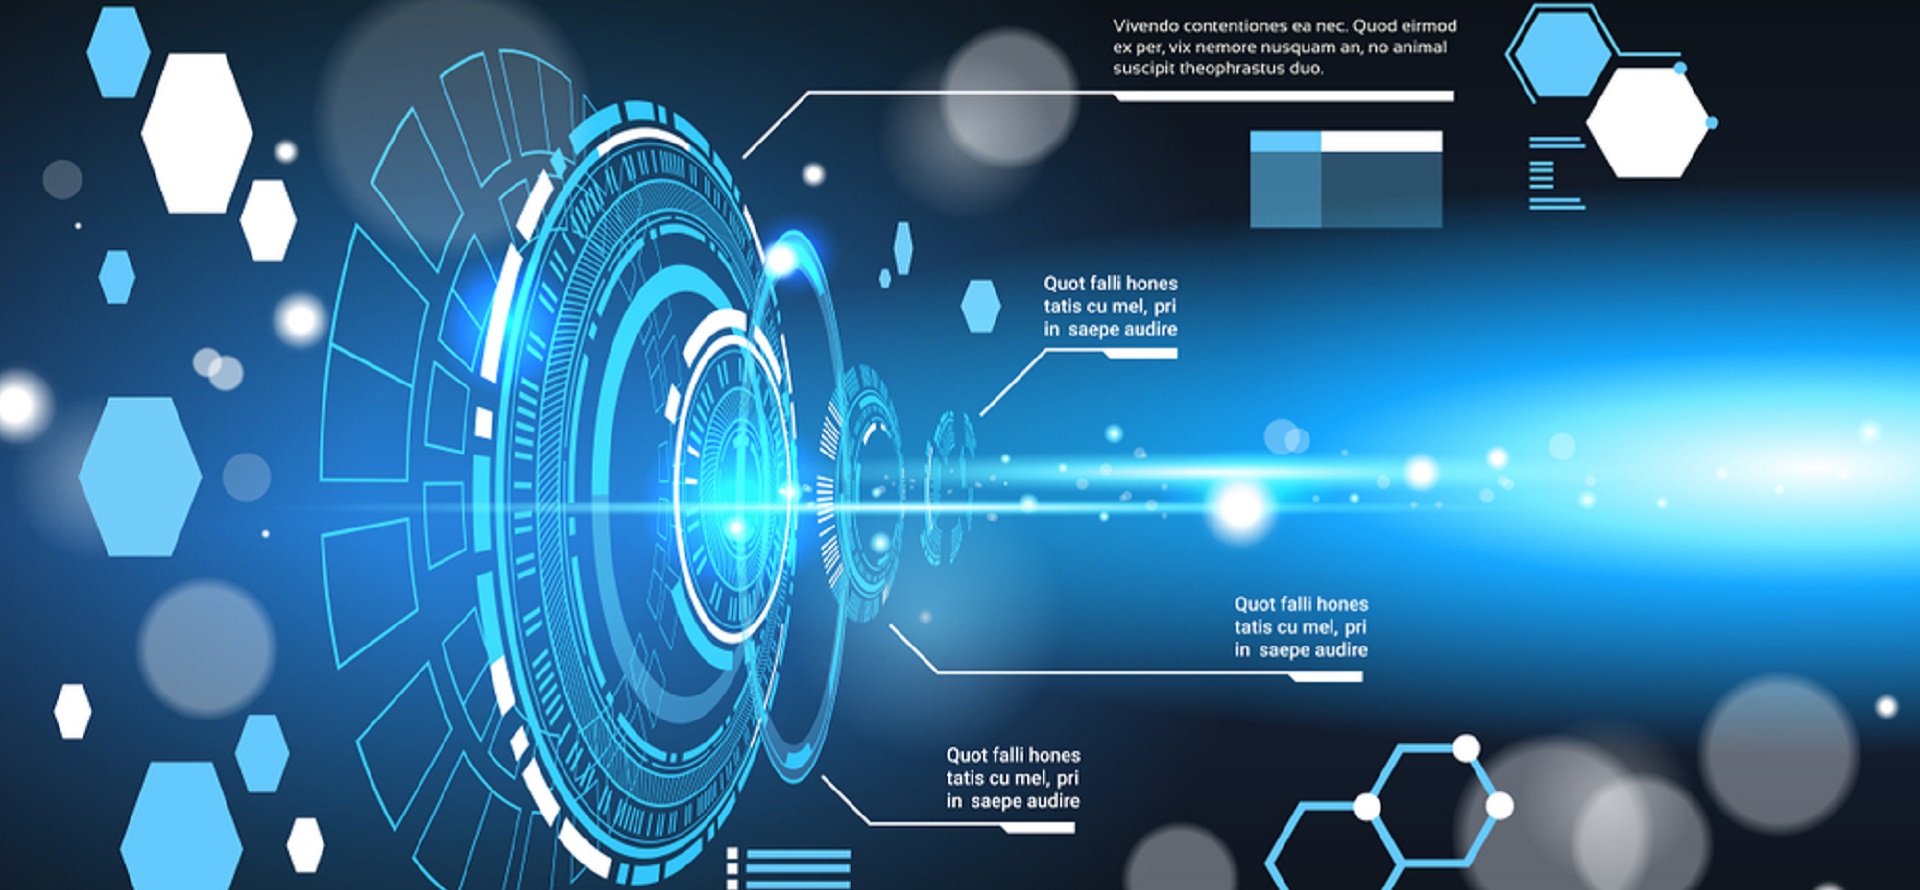 Vivendo contentiones ea nec. Quod eirmod
ex per, vix nemore nusquam an, no animal
suscipit theophrastus duo.
Quot falli hones
tatis cu mel, pri
in saepe audire
Quot falli hones
tatis cu mel, pri
in saepe audire
Quot falli hones
tatis cu mel, pri
in saepe audire